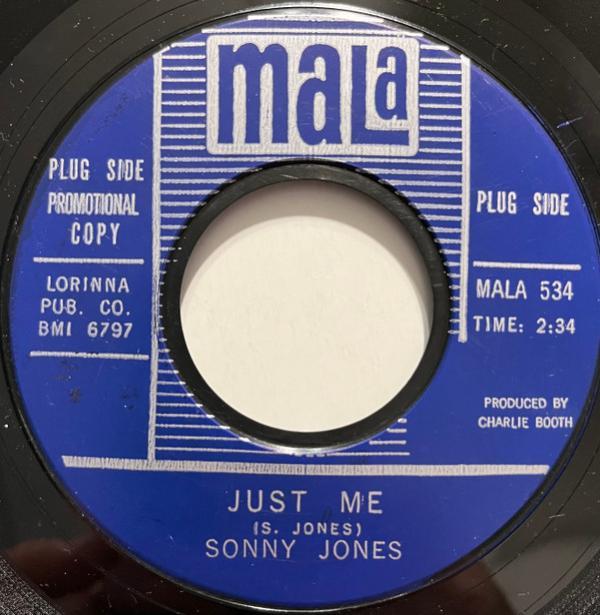 maLa
PLUG SIDE
PROMOTIONAL
COPY
LORINNA
PUB. CO.
BMI 6797
PLUG SIDE
MALA 534
TIME: 2:34
PRODUCED BY
CHARLIE BOOTH
JUST ME
(S. JONES)
SONNY JONES